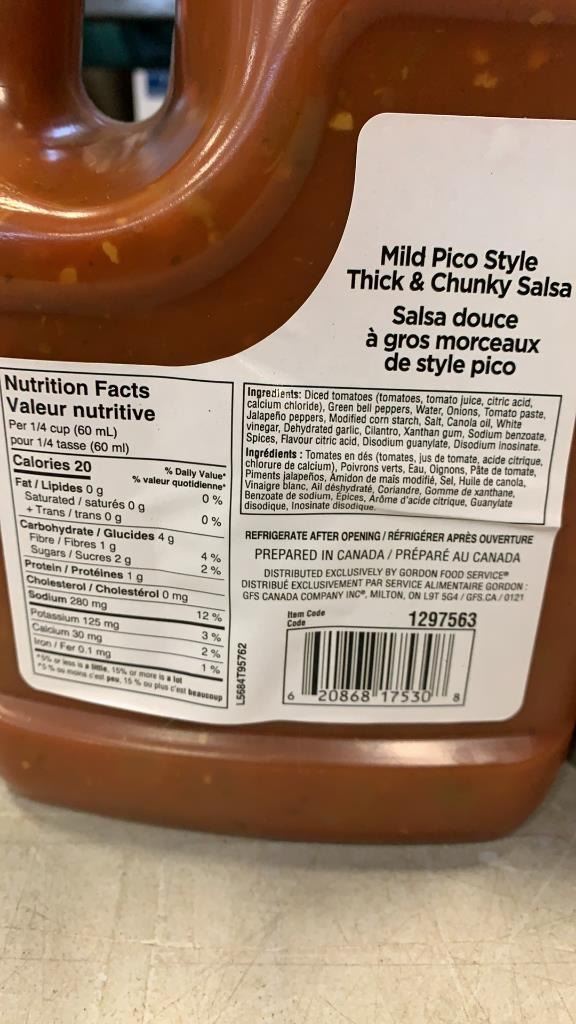 Mild Pico Style
Thick & Chunky Salsa
Salsa douce
à gros morceaux
de style pico
Nutrition Facts
Valeur nutritive
Per 1/4 cup (60 mL)
pour 1/4 tasse (60 ml)
Calories 20
% Daily Value*
% valeur quotidienne*
Fat / Lipides 0 g 0 %
Saturated / saturés 0 g
+ Trans / trans 0 g 0 %
Carbohydrate / Glucides 4 g
Fibre / Fibres 1 g 4 %
Sugars / Sucres 2 g 2 %
Protein / Protéines 1 g
Cholesterol / Cholestérol 0 mg
Sodium 280 mg 12 %
Potassium 125 mg 3 %
Calcium 30 mg 2 %
Iron / Fer 0.1 mg 1 %
*5% or less is a little, 15% or more is a lot
*5 % ou moins c'est peu, 15 % ou plus c'est beaucoup
L5684T95762
Ingredients: Diced tomatoes (tomatoes, tomato juice, citric acid,
calcium chloride), Green bell peppers, Water, Onions, Tomato paste,
Jalapeño peppers, Modified corn starch, Salt, Canola oil, White
vinegar, Dehydrated garlic, Cilantro, Xanthan gum, Sodium benzoate,
Spices, Flavour citric acid, Disodium guanylate, Disodium inosinate.
Ingrédients : Tomates en dés (tomates, jus de tomate, acide citrique,
chlorure de calcium), Poivrons verts, Eau, Oignons, Pâte de tomate,
Piments jalapeños, Amidon de maïs modifié, Sel, Huile de canola,
Vinaigre blanc, Ail déshydraté, Coriandre, Gomme de xanthane,
Benzoate de sodium, Épices, Arôme d'acide citrique, Guanylate
disodique, Inosinate disodique.
REFRIGERATE AFTER OPENING / RÉFRIGÉRER APRÈS OUVERTURE
PREPARED IN CANADA / PRÉPARÉ AU CANADA
DISTRIBUTED EXCLUSIVELY BY GORDON FOOD SERVICE®
DISTRIBUÉ EXCLUSIVEMENT PAR SERVICE ALIMENTAIRE GORDON :
GFS CANADA COMPANY INC®, MILTON, ON L9T 5G4 / GFS.CA / 0121
Item Code
Code
1297563
6 20868 17530 8